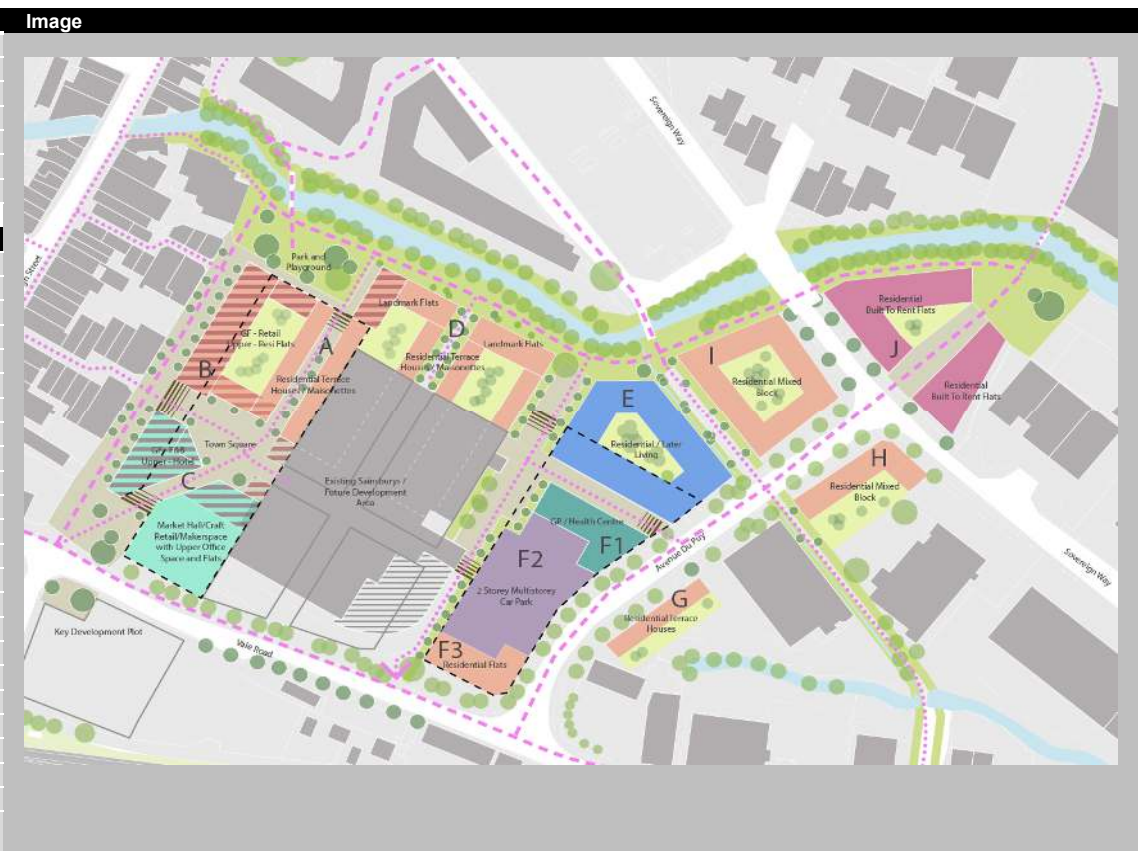 Image
Sovereign Way
Park and
Playground
Landmark Flats
D
Landmark Flats
Residential Terrace
Houses / Maisonettes
GF - Retail
Upper - Resi Flats
A
B
Residential Terrace
Houses / Maisonettes
Town Square
Upper - Hotel
C
Market Hall/Craft
Retail/Makerspace
with Upper Office
Space and Flats
Existing Sainsburys /
Future Development
Area
E
Residential / Later
Living
GP / Health Centre
F1
F2
2 Storey Multistorey
Car Park
F3
Residential Flats
I
Residential Mixed
Block
Residential
Built To Rent Flats
J
Residential
Built To Rent Flats
H
Residential Mixed
Block
G
Residential Terrace
Houses
Avenue Du Puy
Sovereign Way
Vale Road
Key Development Plot
Street